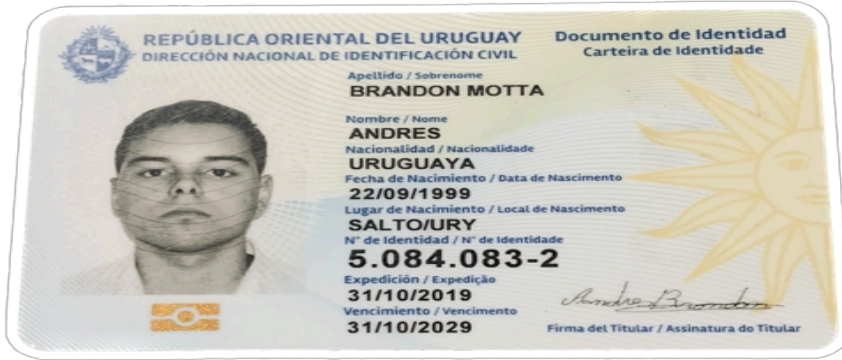 REPÚBLICA ORIENTAL DEL URUGUAY
DIRECCIÓN NACIONAL DE IDENTIFICACIÓN CIVIL
Documento de Identidad
Carteira de Identidade
Apellido / Sobrenome
BRANDON MOTTA
Nombre / Nome
ANDRES
Nacionalidad / Nacionalidade
URUGUAYA
Fecha de Nacimiento / Data de Nascimento
22/09/1999
Lugar de Nacimiento / Local de Nascimento
SALTO/URY
N° de Identidad / N° de Identidade
5.084.083-2
Expedición / Expedição
31/10/2019
Vencimiento / Vencimento
31/10/2029
Andres Brandon
Firma del Titular / Assinatura do Titular